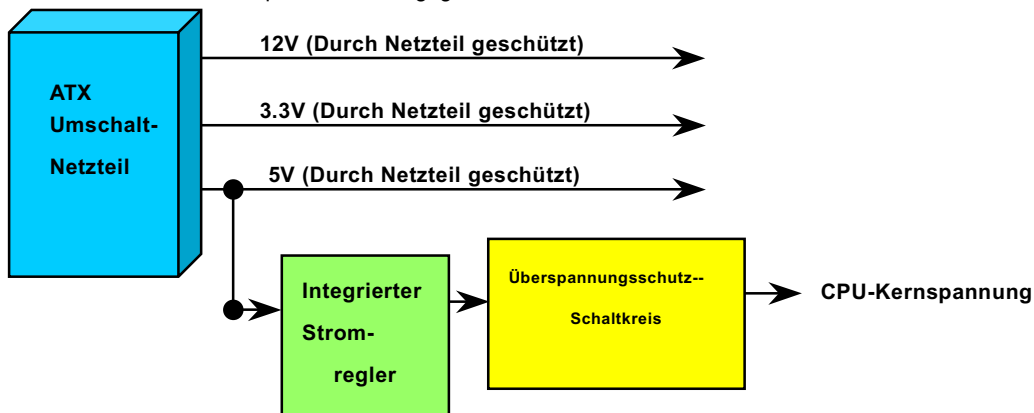 12V (Durch Netzteil geschützt)
ATX
Umschalt-
Netzteil
3.3V (Durch Netzteil geschützt)
5V (Durch Netzteil geschützt)
Integrierter
Strom-
regler
Überspannungsschutz--
Schaltkreis
CPU-Kernspannung